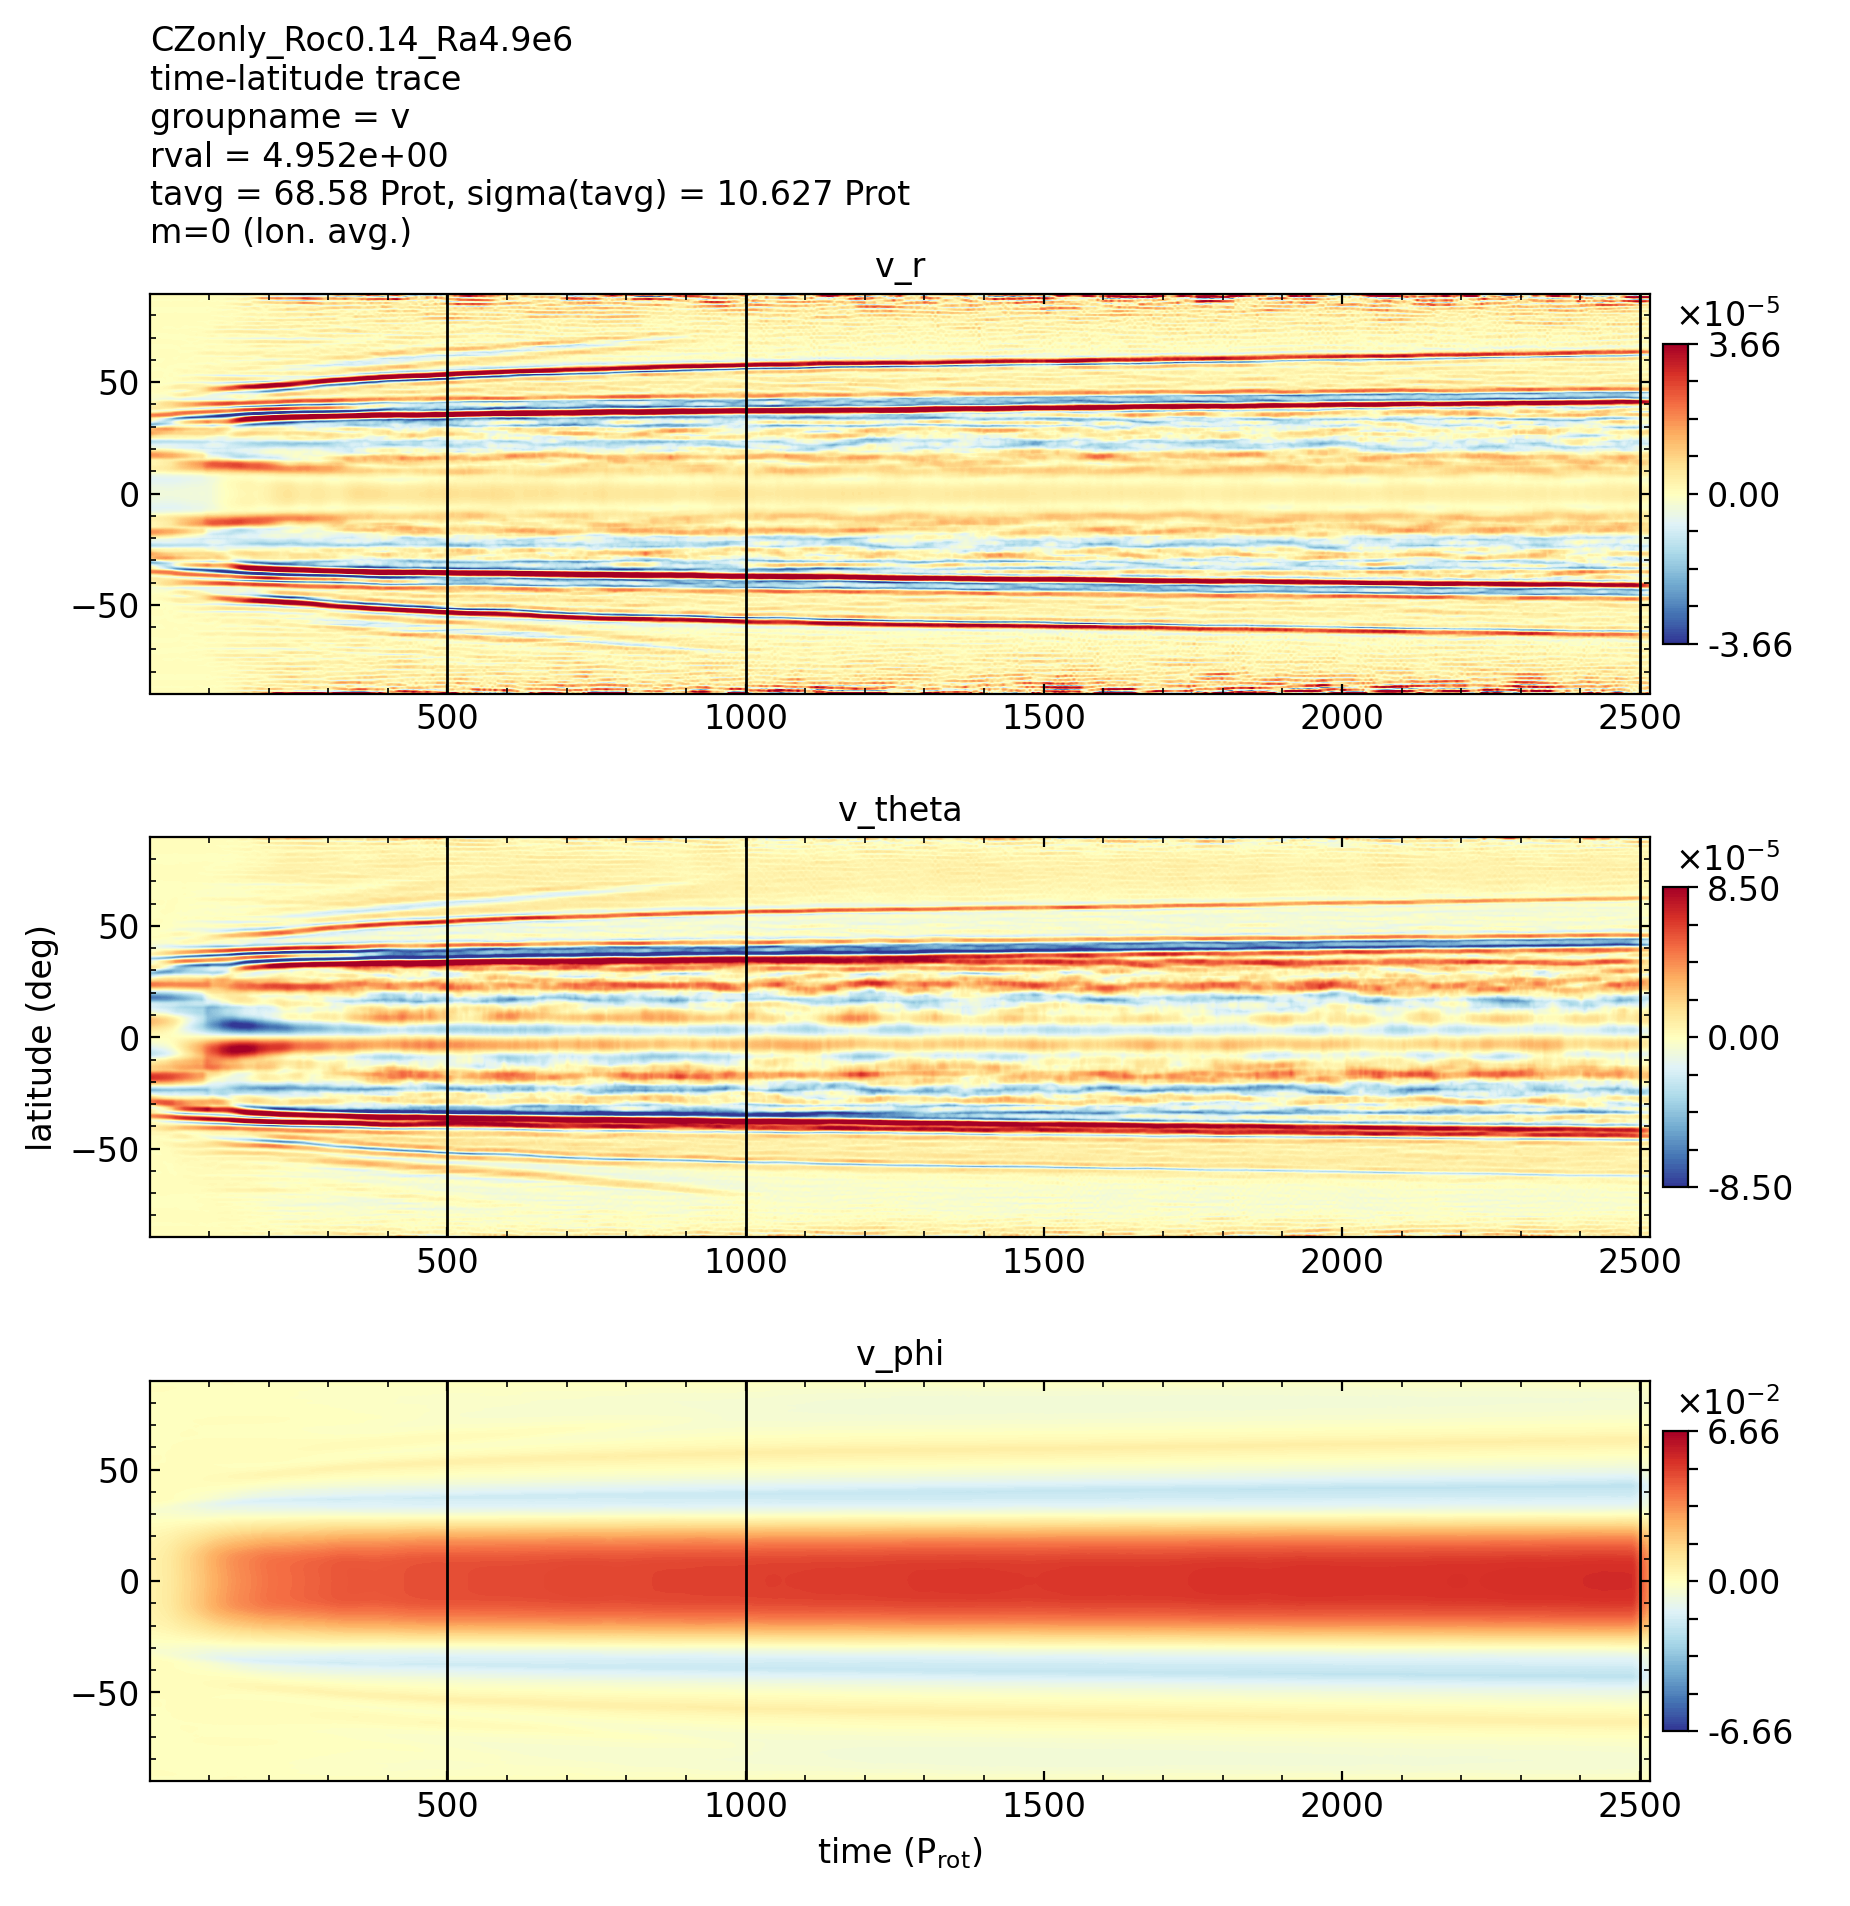 CZonly_Roc0.14_Ra4.9e6
time-latitude trace
groupname = v
rval = 4.952e+00
tavg = 68.58 Prot, sigma(tavg) = 10.627 Prot
m=0 (lon. avg.)
v_r
×10⁻⁵
3.66
0.00
-3.66
50
0
−50
500 1000 1500 2000 2500
v_theta
×10⁻⁵
8.50
0.00
-8.50
latitude (deg)
50
0
−50
500 1000 1500 2000 2500
v_phi
×10⁻²
6.66
0.00
-6.66
50
0
−50
500 1000 1500 2000 2500
time (P_rot)